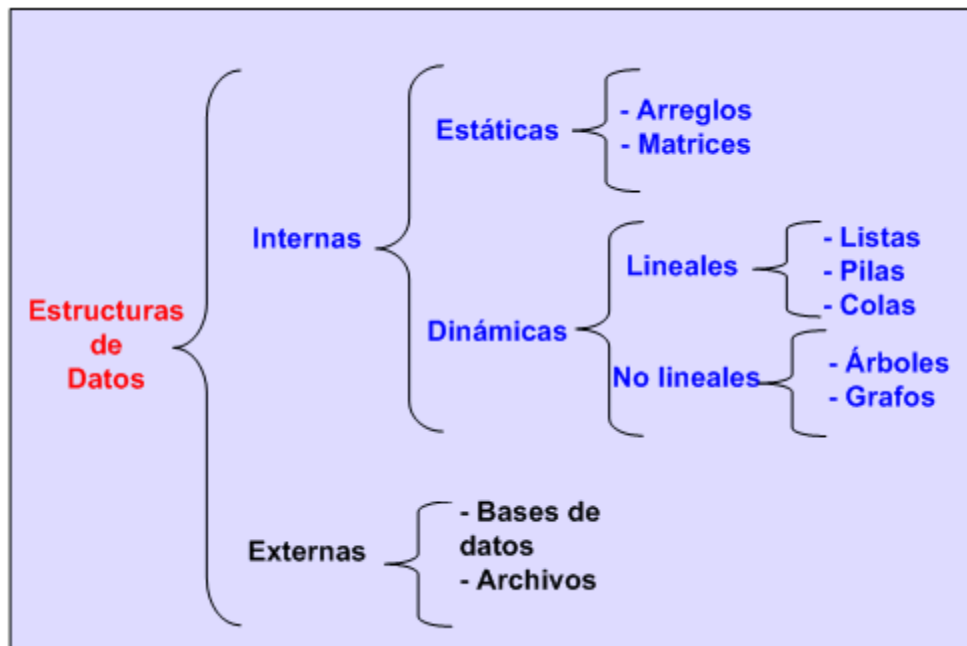 Estructuras
de
Datos
Internas
Estáticas
- Arreglos
- Matrices
Dinámicas
Lineales
- Listas
- Pilas
- Colas
No lineales
- Árboles
- Grafos
Externas
- Bases de
datos
- Archivos